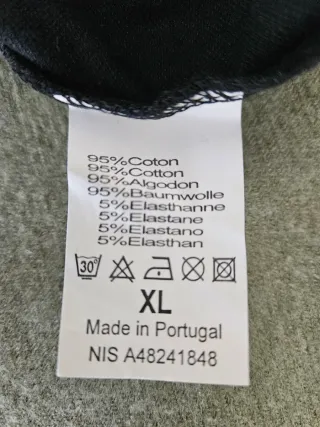 95%Coton
95%Cotton
95%Algodon
95%Baumwolle
5%Elasthanne
5%Elastane
5%Elastano
5%Elasthan
30°
XL
Made in Portugal
NIS A48241848